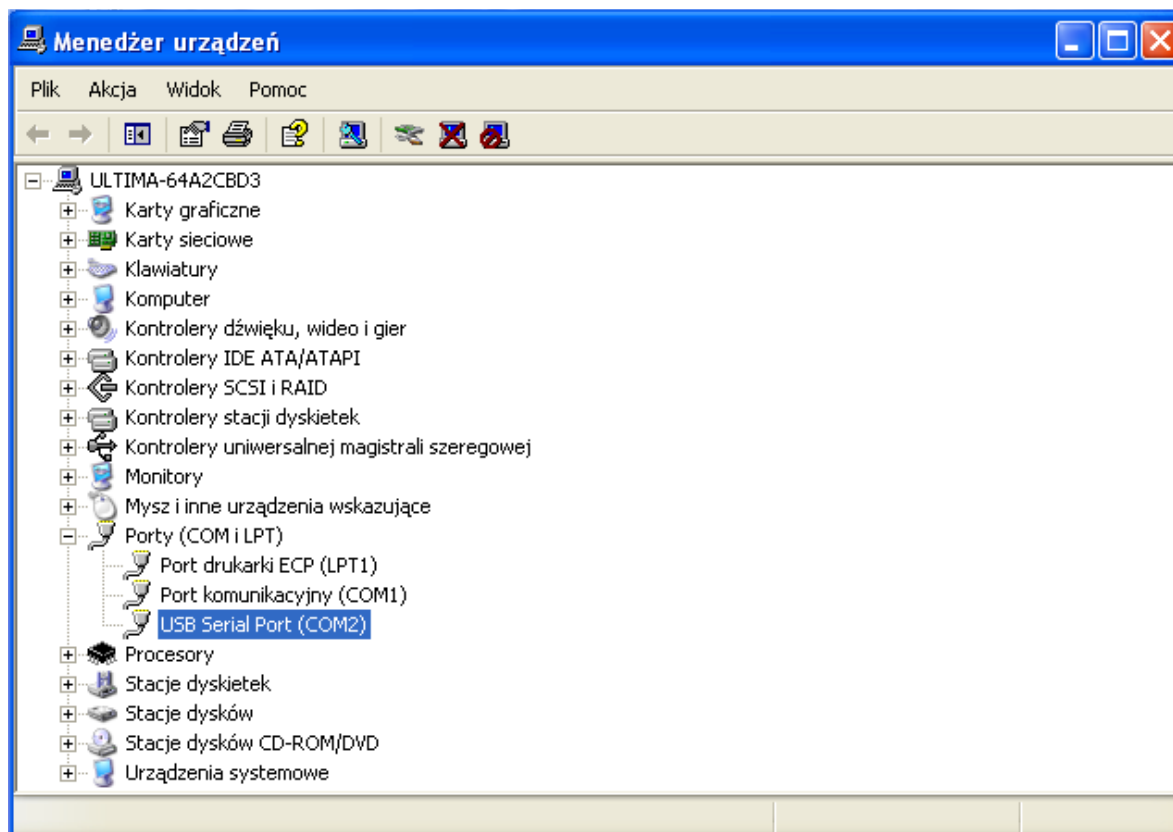 Menedżer urządzeń
Plik Akcja Widok Pomoc
ULTIMA-64A2CBD3
Karty graficzne
Karty sieciowe
Klawiatury
Komputer
Kontrolery dźwięku, wideo i gier
Kontrolery IDE ATA/ATAPI
Kontrolery SCSI i RAID
Kontrolery stacji dyskietek
Kontrolery uniwersalnej magistrali szeregowej
Monitory
Mysz i inne urządzenia wskazujące
Porty (COM i LPT)
Port drukarki ECP (LPT1)
Port komunikacyjny (COM1)
USB Serial Port (COM2)
Procesory
Stacje dyskietek
Stacje dysków
Stacje dysków CD-ROM/DVD
Urządzenia systemowe